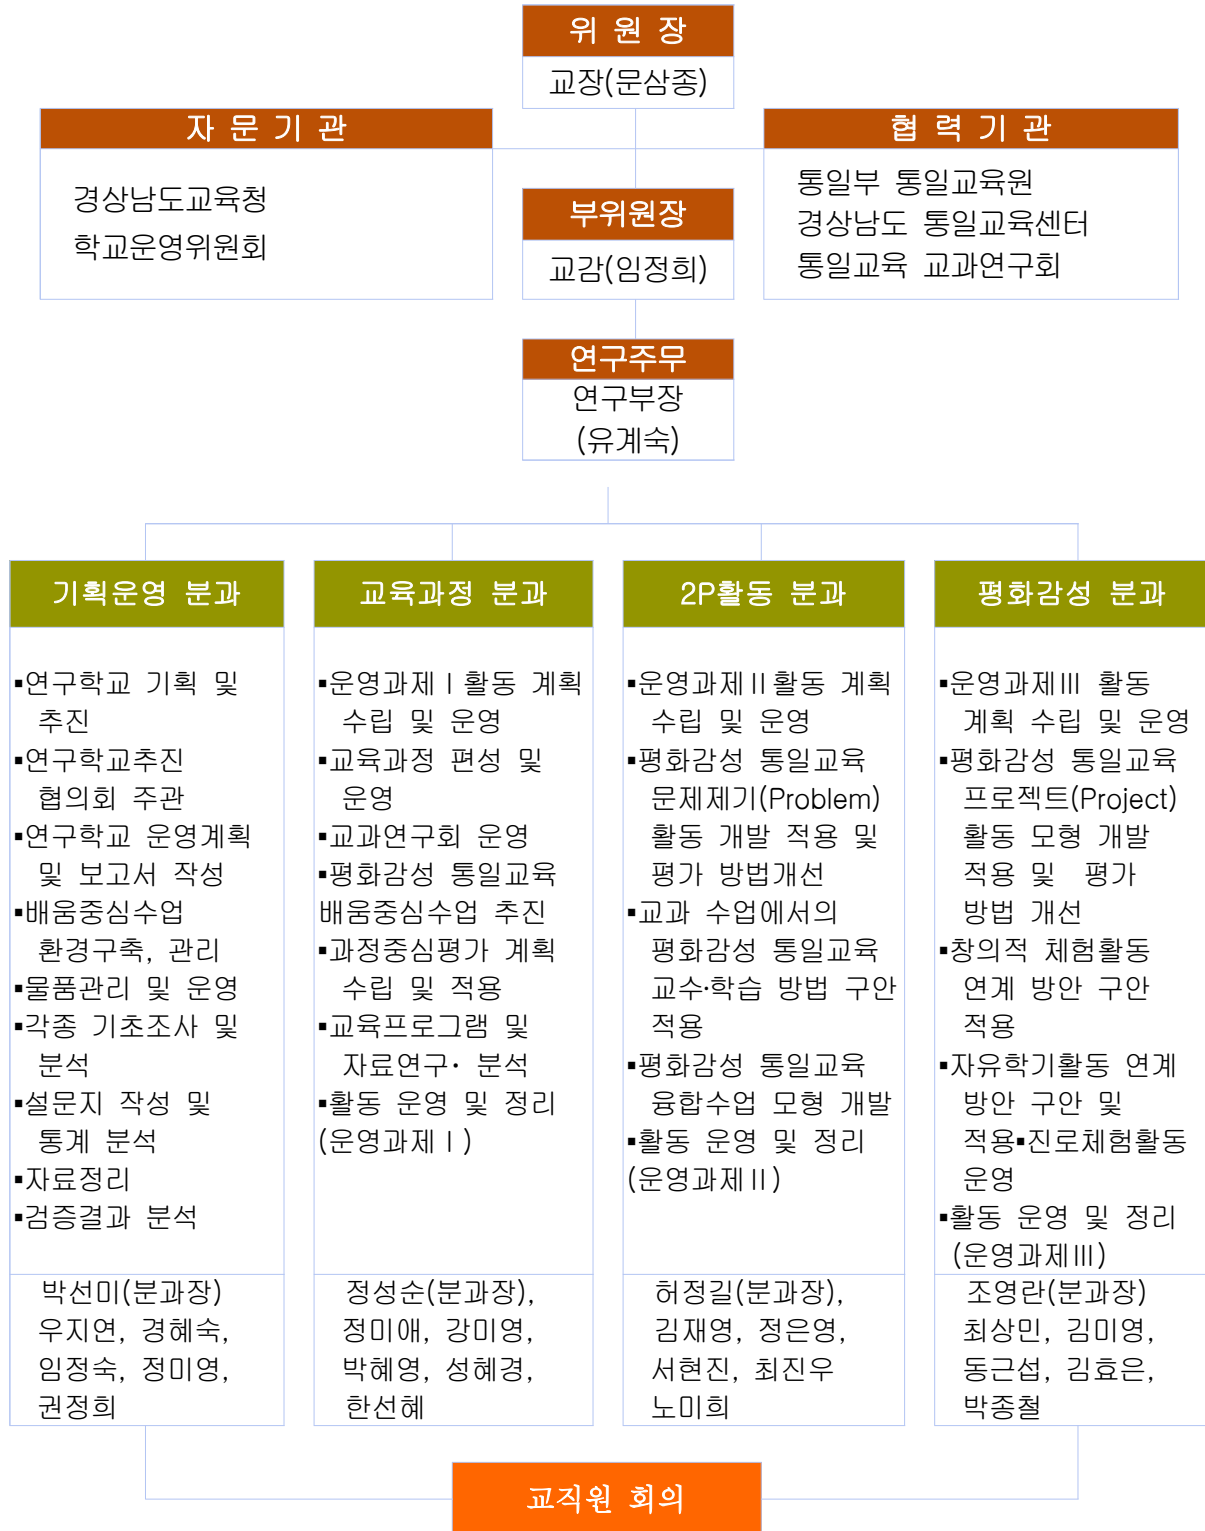 위 원 장
교장(문삼종)
자 문 기 관
경상남도교육청
학교운영위원회
협 력 기 관
통일부 통일교육원
경상남도 통일교육센터
통일교육 교과연구회
부위원장
교감(임정희)
연구주무
연구부장
(유계숙)
기획운영 분과
▪연구학교 기획 및
추진
▪연구학교추진
협의회 주관
▪연구학교 운영계획
및 보고서 작성
▪배움중심수업
환경구축, 관리
▪물품관리 및 운영
▪각종 기초조사 및
분석
▪설문지 작성 및
통계 분석
▪자료정리
▪검증결과 분석
박선미(분과장)
우지연, 경혜숙,
임정숙, 정미영,
권정희
교육과정 분과
▪운영과제Ⅰ활동 계획
수립 및 운영
▪교육과정 편성 및
운영
▪교과연구회 운영
▪평화감성 통일교육
배움중심수업 추진
▪과정중심평가 계획
수립 및 적용
▪교육프로그램 및
자료연구· 분석
▪활동 운영 및 정리
(운영과제Ⅰ)
정성순(분과장),
정미애, 강미영,
박혜영, 성혜경,
한선혜
2P활동 분과
▪운영과제Ⅱ활동 계획
수립 및 운영
▪평화감성 통일교육
문제제기(Problem)
활동 개발 적용 및
평가 방법개선
▪교과 수업에서의
평화감성 통일교육
교수·학습 방법 구안
적용
▪평화감성 통일교육
융합수업 모형 개발
▪활동 운영 및 정리
(운영과제Ⅱ)
허정길(분과장),
김재영, 정은영,
서현진, 최진우
노미희
평화감성 분과
▪운영과제Ⅲ 활동
계획 수립 및 운영
▪평화감성 통일교육
프로젝트(Project)
활동 모형 개발
적용 및 평가
방법 개선
▪창의적 체험활동
연계 방안 구안
적용
▪자유학기활동 연계
방안 구안 및
적용▪진로체험활동
운영
▪활동 운영 및 정리
(운영과제Ⅲ)
조영란(분과장)
최상민, 김미영,
동근섭, 김효은,
박종철
교직원 회의